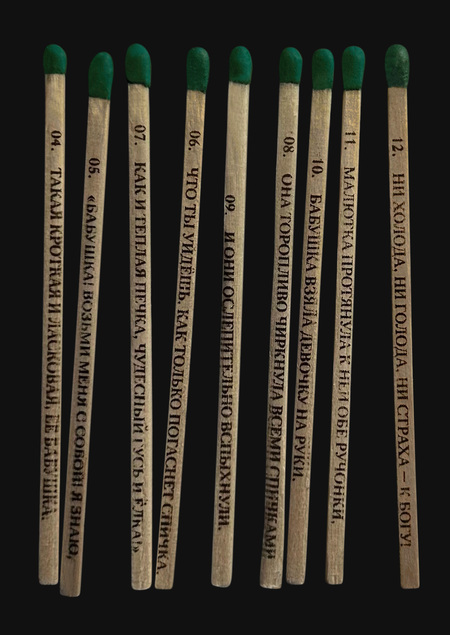 04. ТАКАЯ КРОТКАЯ И ЛАСКОВАЯ, ЕЁ БАБУШКА.
05. «БАБУШКА! ВОЗЬМИ МЕНЯ С СОБОЙ! Я ЗНАЮ,
07. КАК И ТЕПЛАЯ ПЕЧКА, ЧУДЕСНЫЙ ГУСЬ И ЁЛКА!»
06. ЧТО ТЫ УЙДЁШЬ, КАК ТОЛЬКО ПОГАСНЕТ СПИЧКА.
09. И ОНИ ОСЛЕПИТЕЛЬНО ВСПЫХНУЛИ
08. ОНА ТОРОПЛИВО ЧИРКНУЛА ВСЕМИ СПИЧКАМИ
10. БАБУШКА ВЗЯЛА ДЕВОЧКУ НА РУКИ.
11. МАЛЮТКА ПРОТЯНУЛА К НЕЙ ОБЕ РУЧОНКИ.
12. НИ ХОЛОДА, НИ ГОЛОДА, НИ СТРАХА – К БОГУ!